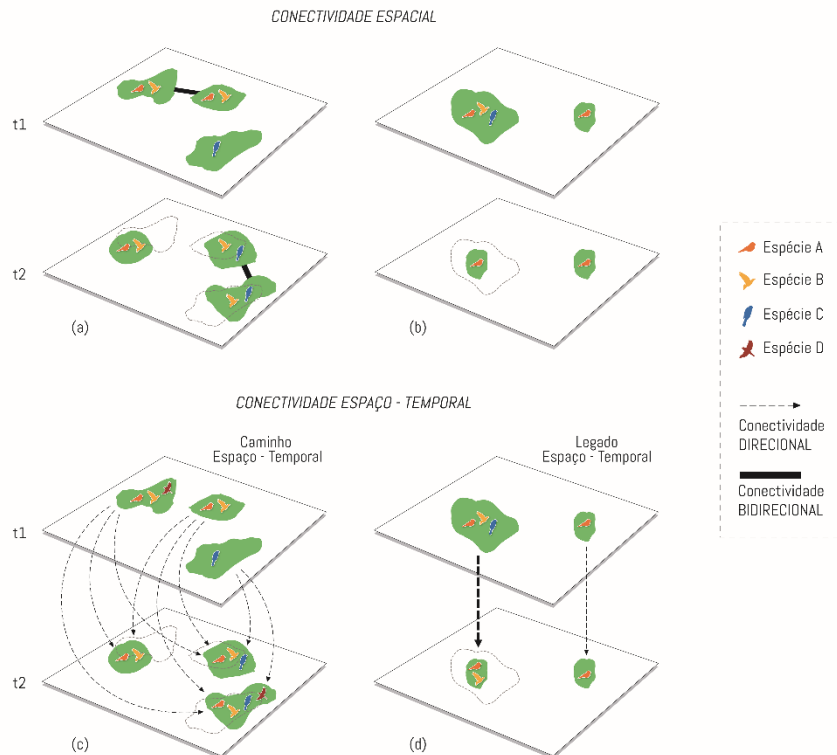 CONECTIVIDADE ESPACIAL
t1
t2
(a)
(b)
Espécie A
Espécie B
Espécie C
Espécie D
Conectividade
DIRECIONAL
Conectividade
BIDIRECIONAL
CONECTIVIDADE ESPAÇO - TEMPORAL
Caminho
Espaço - Temporal
Legado
Espaço - Temporal
t1
t2
(c)
(d)